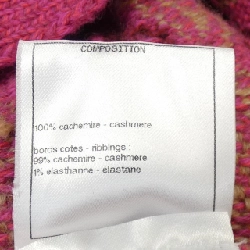 COMPOSITION
100% cachemire - cashmere
bords cotes - ribbings :
99% cachemire - cashmere
1% elasthanne - elastane